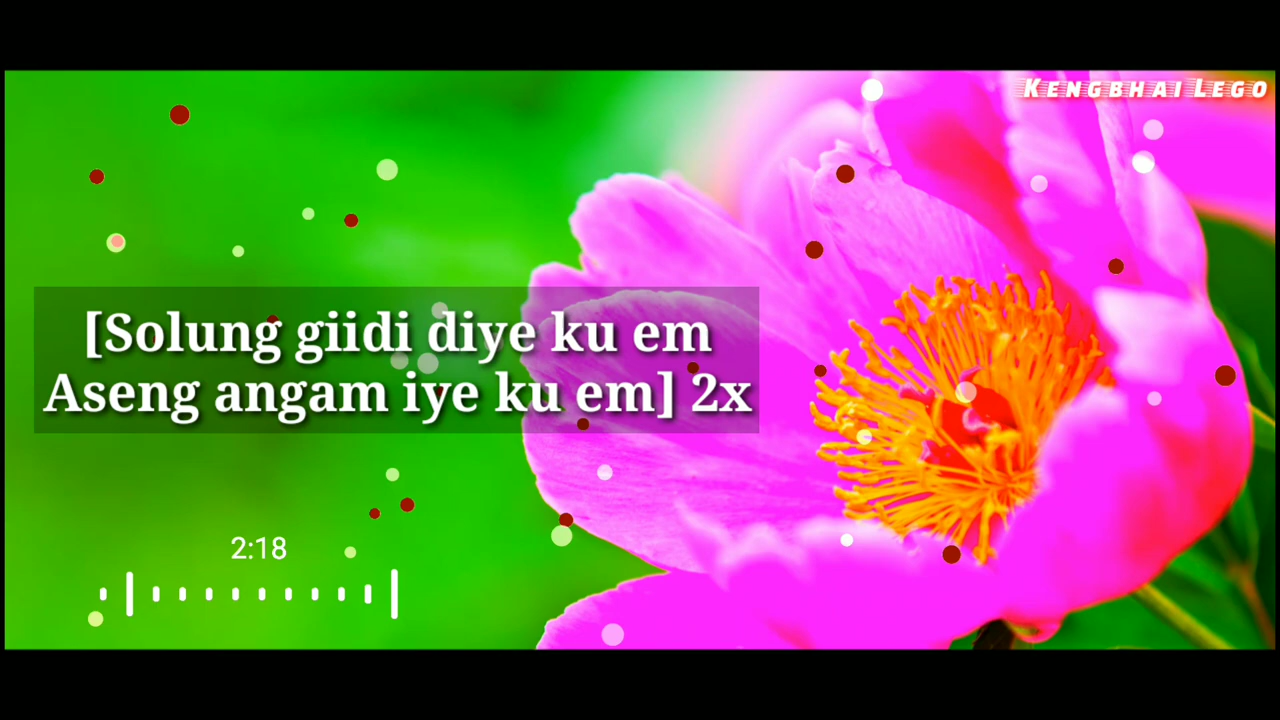 KENGBHAI LEGO
[Solung giidi diye ku em
Aseng angam iye ku em] 2x
2:18